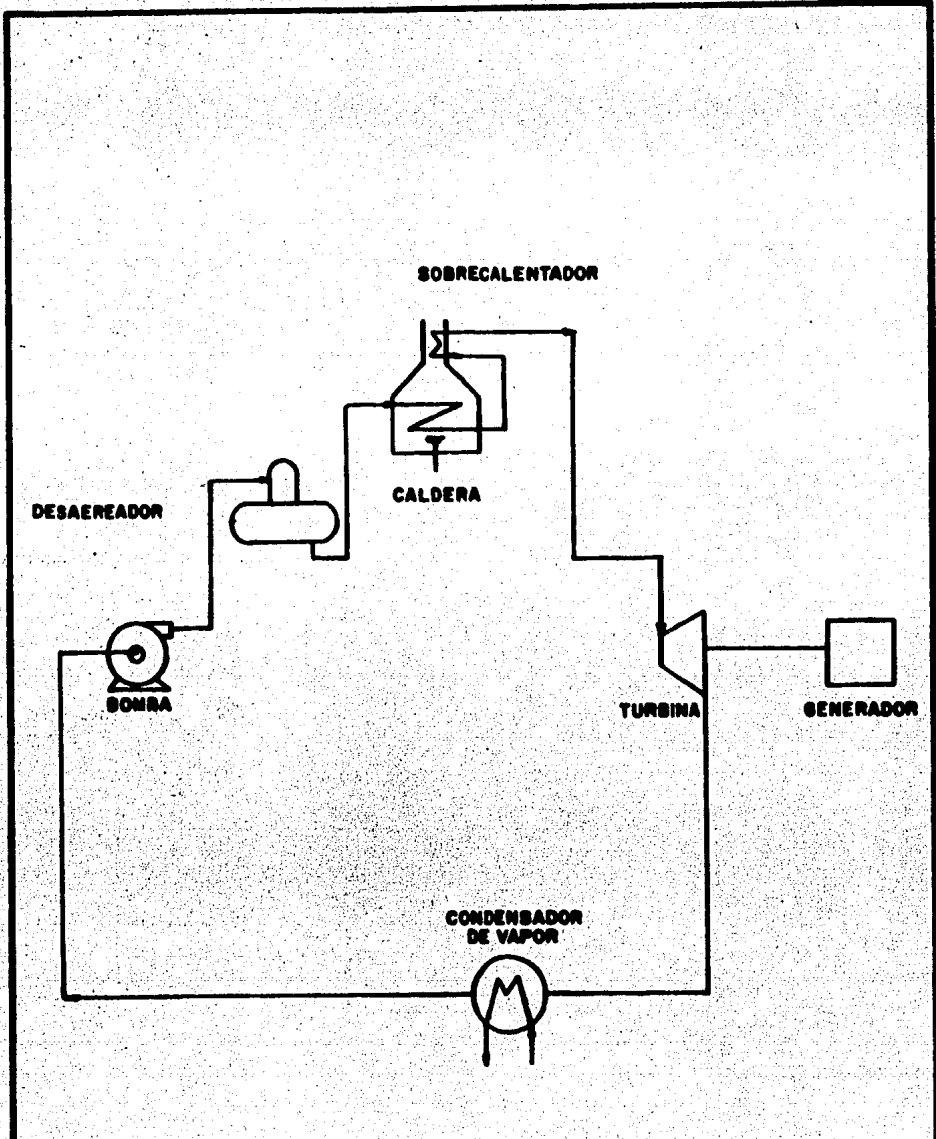 SOBRECALENTADOR
CALDERA
DESAEREADOR
BOMBA
TURBINA
GENERADOR
CONDENSADOR
DE VAPOR